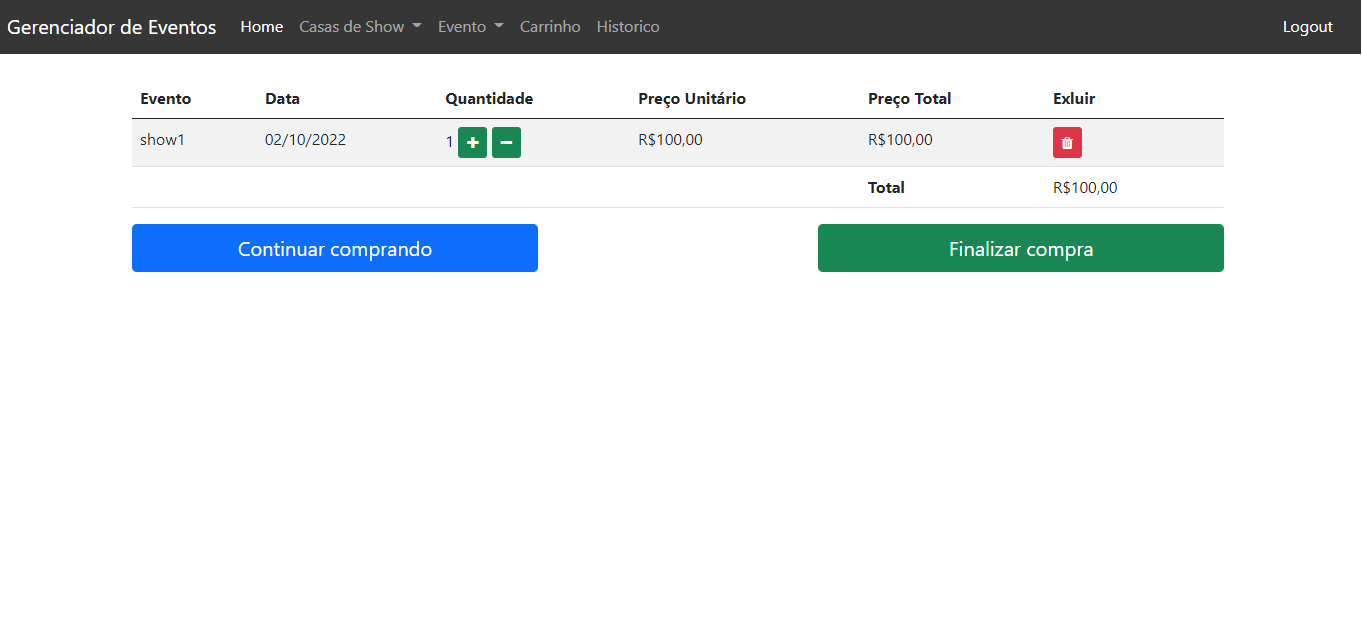 Gerenciador de Eventos Home Casas de Show Evento Carrinho Historico Logout
Evento Data Quantidade Preço Unitário Preço Total Exluir
show1 02/10/2022 1 R$100,00 R$100,00
Total R$100,00
Continuar comprando Finalizar compra